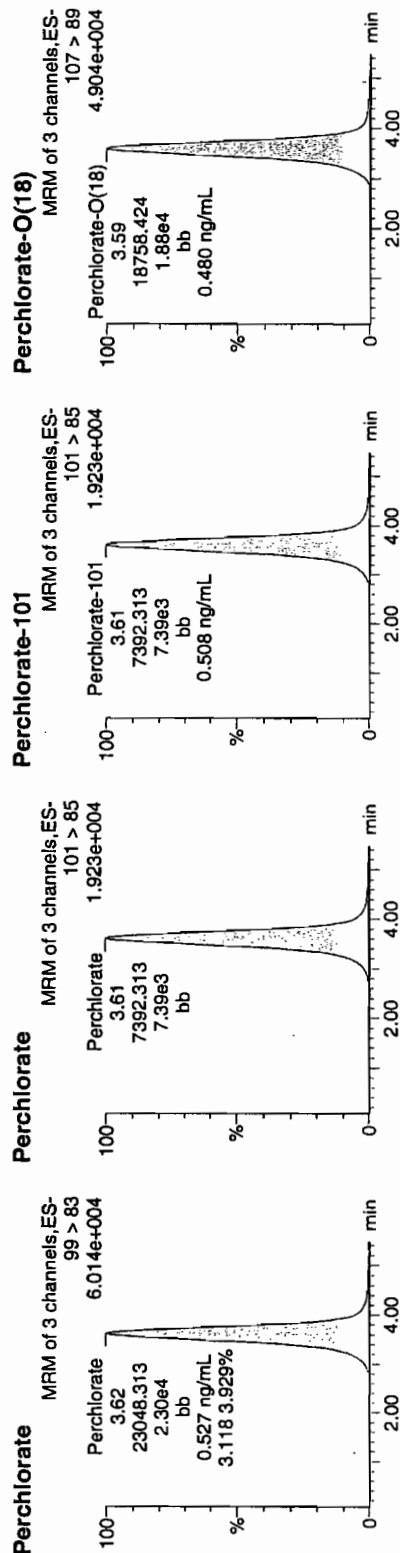 Perchlorate
MRM of 3 channels,ES-
99 > 83
6.014e+004
Perchlorate
3.62
23048.313
2.30e4
bb
0.527 ng/mL
3.118 3.929%
100
%
0
2.00
4.00
min
Perchlorate
MRM of 3 channels,ES-
101 > 85
1.923e+004
Perchlorate
3.61
7392.313
7.39e3
bb
100
%
0
2.00
4.00
min
Perchlorate-101
MRM of 3 channels,ES-
101 > 85
1.923e+004
Perchlorate-101
3.61
7392.313
7.39e3
bb
0.508 ng/mL
100
%
0
2.00
4.00
min
Perchlorate-O(18)
MRM of 3 channels,ES-
107 > 89
4.904e+004
Perchlorate-O(18)
3.59
18758.424
1.88e4
bb
0.480 ng/mL
100
%
0
2.00
4.00
min